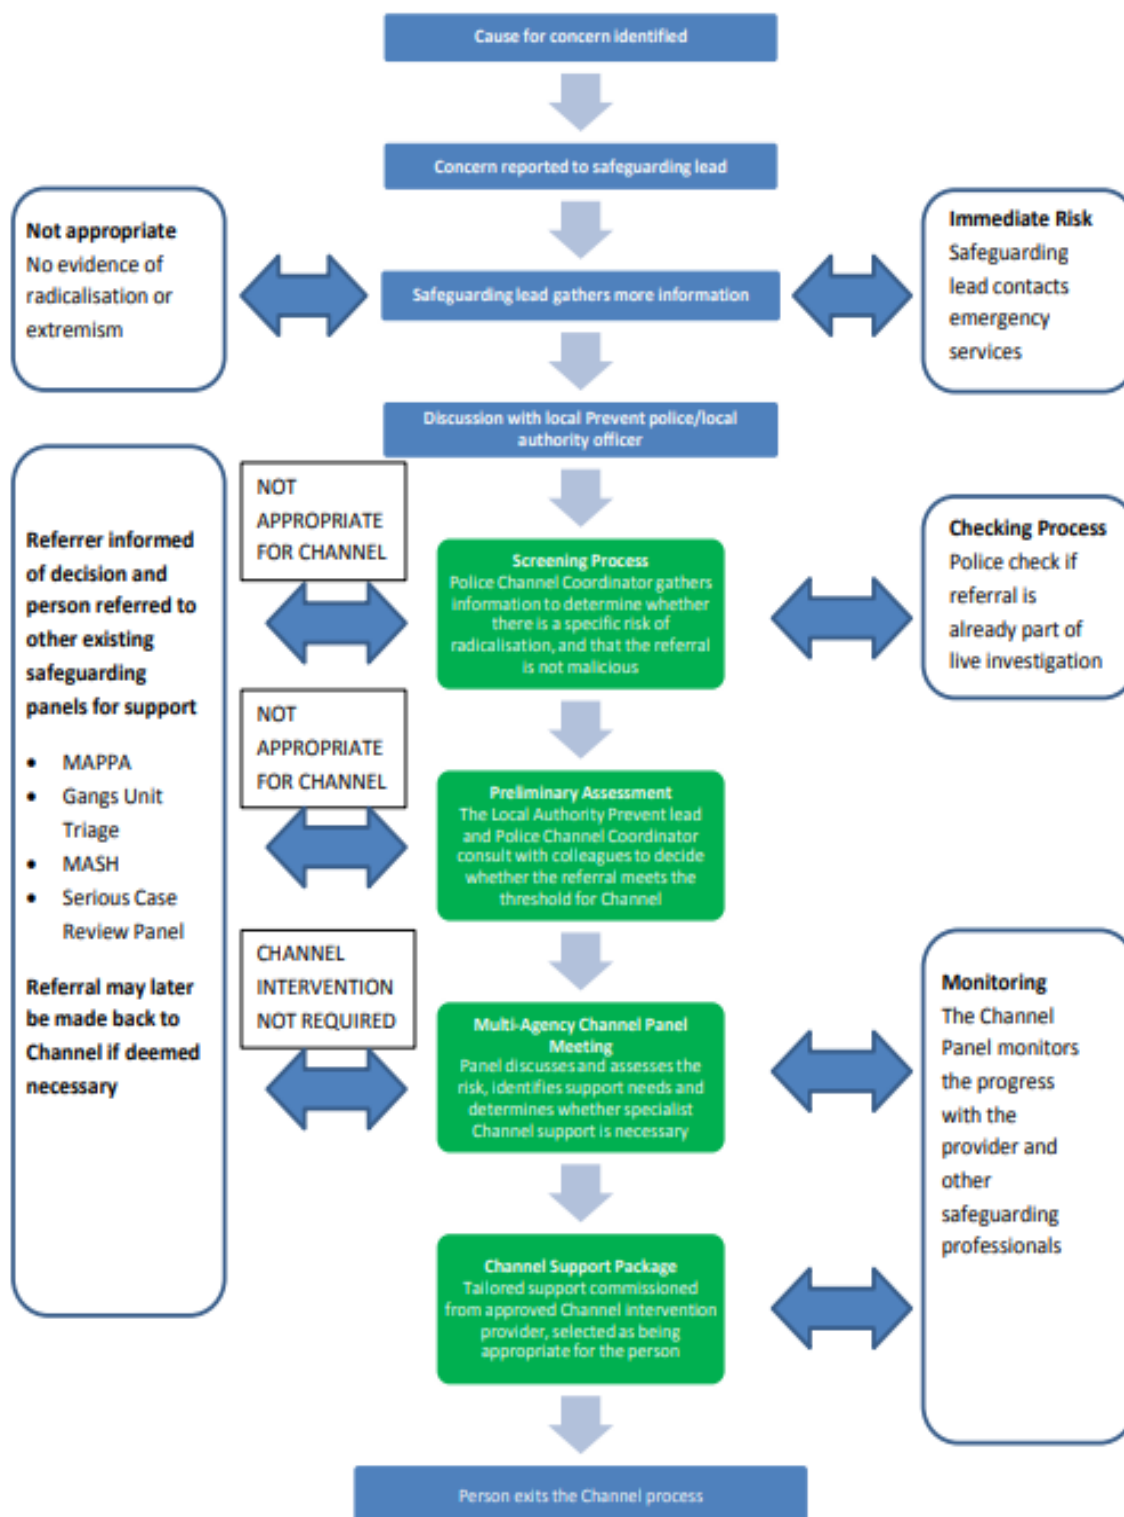 Cause for concern identified
Concern reported to safeguarding lead
Not appropriate
No evidence of
radicalisation or
extremism
Safeguarding lead gathers more information
Immediate Risk
Safeguarding
lead contacts
emergency
services
Discussion with local Prevent police/local
authority officer
Referrer informed
of decision and
person referred to
other existing
safeguarding
panels for support
• MAPPA
• Gangs Unit
Triage
• MASH
• Serious Case
Review Panel
Referral may later
be made back to
Channel if deemed
necessary
NOT
APPROPRIATE
FOR CHANNEL
Screening Process
Police Channel Coordinator gathers
information to determine whether
there is a specific risk of
radicalisation, and that the referral
is not malicious
Checking Process
Police check if
referral is
already part of
live investigation
NOT
APPROPRIATE
FOR CHANNEL
Preliminary Assessment
The Local Authority Prevent lead
and Police Channel Coordinator
consult with colleagues to decide
whether the referral meets the
threshold for Channel
CHANNEL
INTERVENTION
NOT REQUIRED
Multi-Agency Channel Panel
Meeting
Panel discusses and assesses the
risk, identifies support needs and
determines whether specialist
Channel support is necessary
Monitoring
The Channel
Panel monitors
the progress
with the
provider and
other
safeguarding
professionals
Channel Support Package
Tailored support commissioned
from approved Channel intervention
provider, selected as being
appropriate for the person
Person exits the Channel process